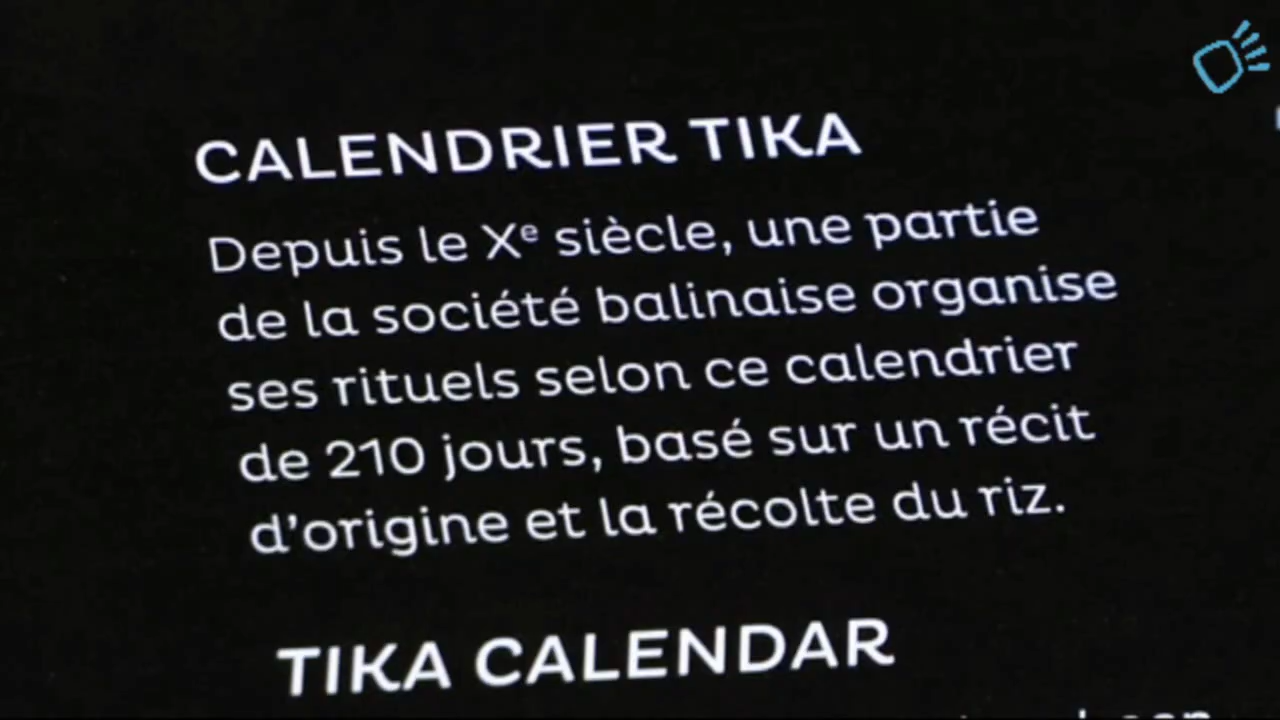 CALENDRIER TIKA
Depuis le Xᵉ siècle, une partie
de la société balinaise organise
ses rituels selon ce calendrier
de 210 jours, basé sur un récit
d'origine et la récolte du riz.
TIKA CALENDAR